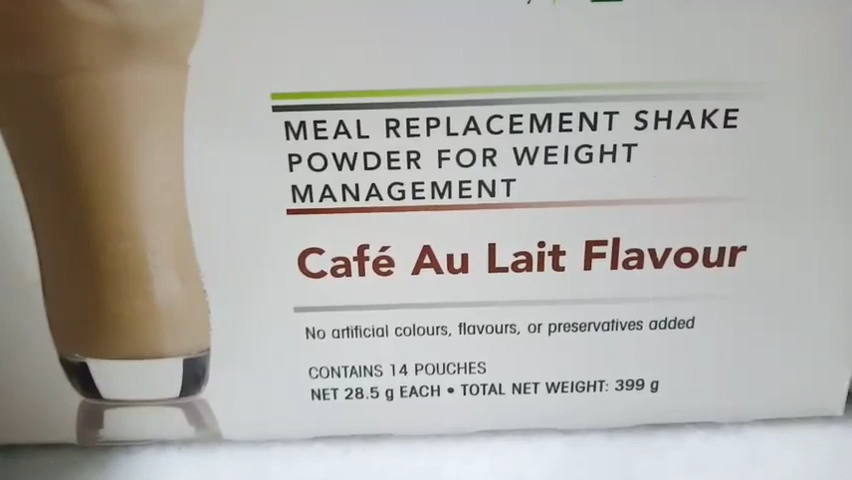 MEAL REPLACEMENT SHAKE
POWDER FOR WEIGHT
MANAGEMENT
Café Au Lait Flavour
No artificial colours, flavours, or preservatives added
CONTAINS 14 POUCHES
NET 28.5 g EACH • TOTAL NET WEIGHT: 399 g